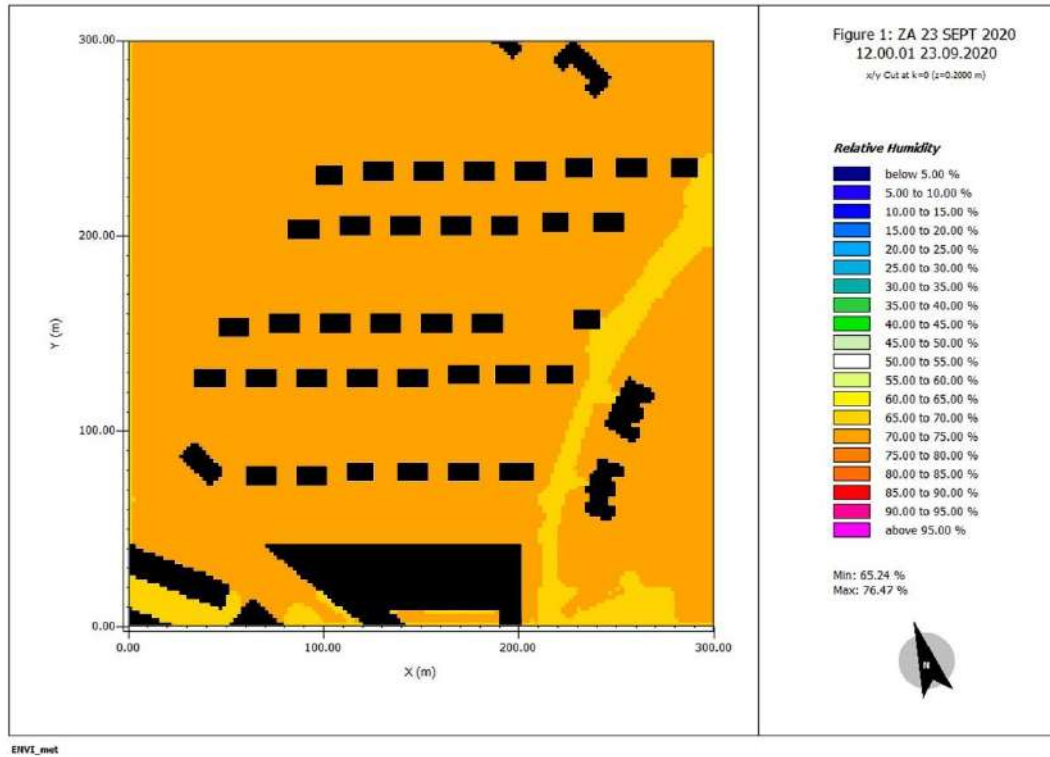 Figure 1: ZA 23 SEPT 2020
12.00.01 23.09.2020
x/y Cut at k=0 (z=0.2000 m)
Relative Humidity
below 5.00 %
5.00 to 10.00 %
10.00 to 15.00 %
15.00 to 20.00 %
20.00 to 25.00 %
25.00 to 30.00 %
30.00 to 35.00 %
35.00 to 40.00 %
40.00 to 45.00 %
45.00 to 50.00 %
50.00 to 55.00 %
55.00 to 60.00 %
60.00 to 65.00 %
65.00 to 70.00 %
70.00 to 75.00 %
75.00 to 80.00 %
80.00 to 85.00 %
85.00 to 90.00 %
90.00 to 95.00 %
above 95.00 %
Min: 65.24 %
Max: 76.47 %
N
300.00
200.00
100.00
0.00
Y (m)
0.00 100.00 200.00 300.00
X (m)
ENVI_met